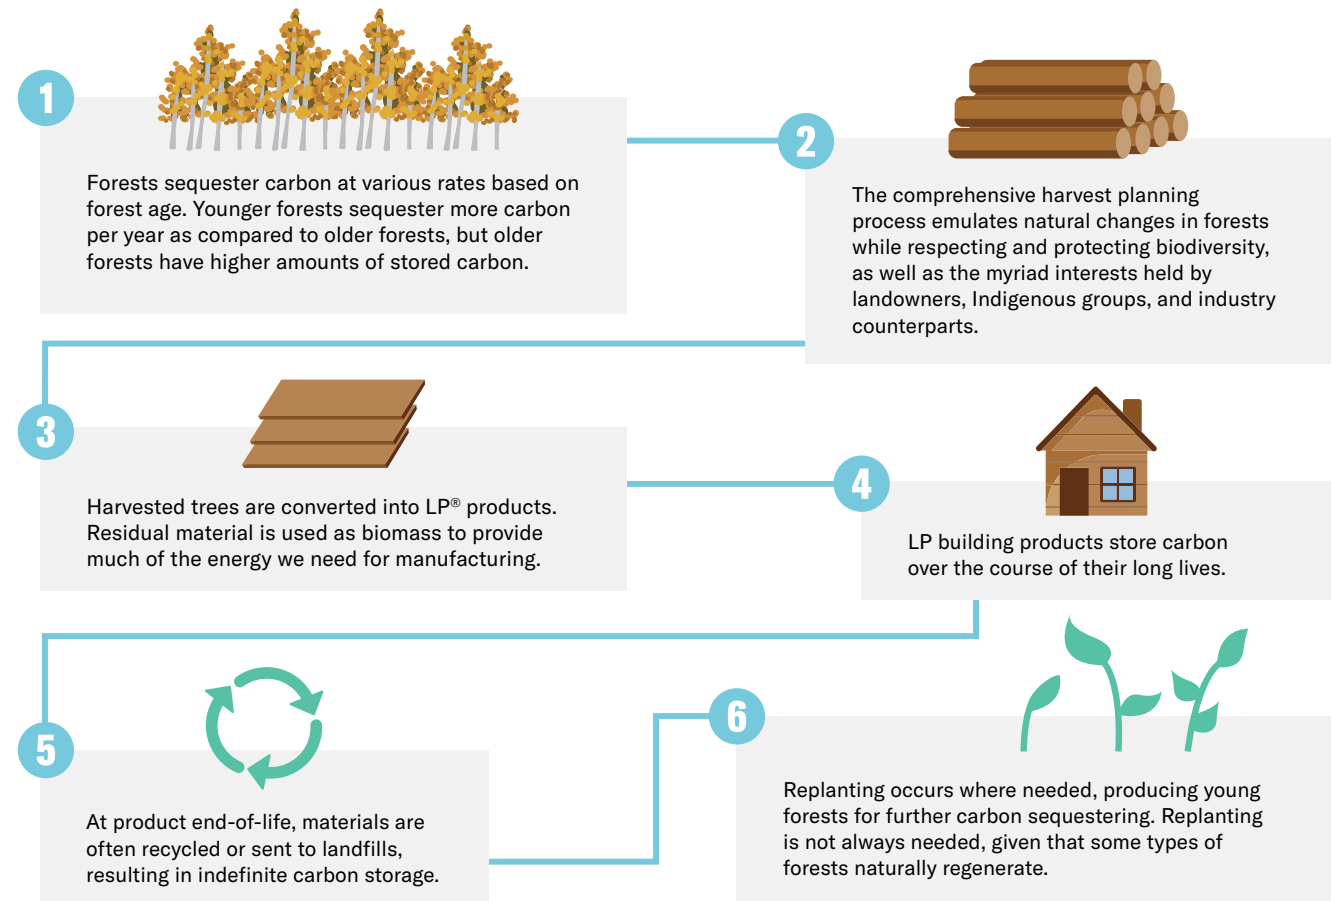 1
Forests sequester carbon at various rates based on
forest age. Younger forests sequester more carbon
per year as compared to older forests, but older
forests have higher amounts of stored carbon.
2
The comprehensive harvest planning
process emulates natural changes in forests
while respecting and protecting biodiversity,
as well as the myriad interests held by
landowners, Indigenous groups, and industry
counterparts.
3
Harvested trees are converted into LP® products.
Residual material is used as biomass to provide
much of the energy we need for manufacturing.
4
LP building products store carbon
over the course of their long lives.
5
At product end-of-life, materials are
often recycled or sent to landfills,
resulting in indefinite carbon storage.
6
Replanting occurs where needed, producing young
forests for further carbon sequestering. Replanting
is not always needed, given that some types of
forests naturally regenerate.